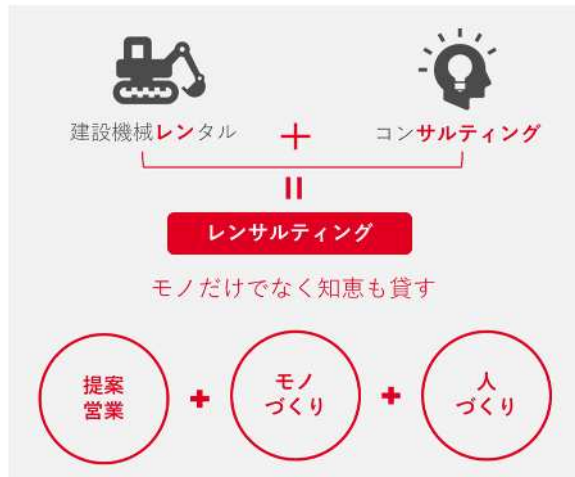 建設機械レンタル + コンサルティング
レンサルティング
モノだけでなく知恵も貸す
提案
営業
+
モノ
づくり
+
人
づくり